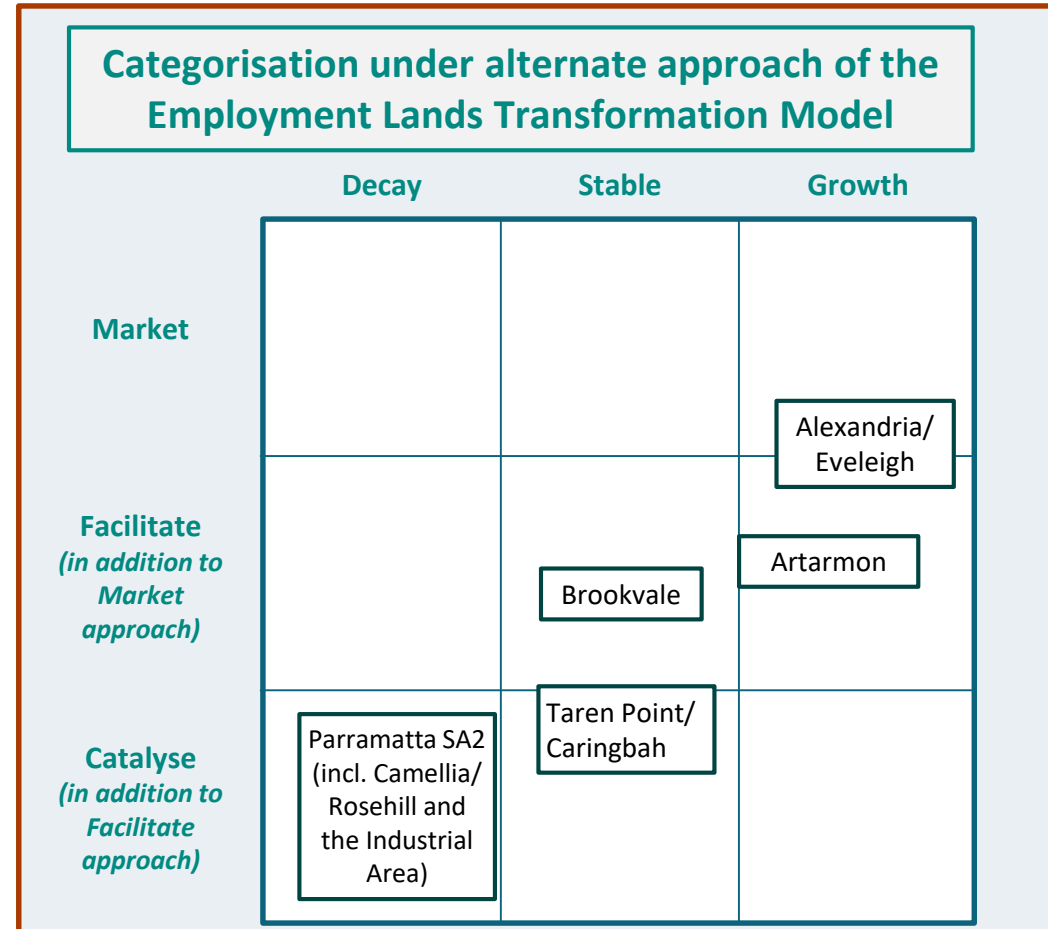 Categorisation under alternate approach of the
Employment Lands Transformation Model
Decay
Stable
Growth
Market
Alexandria/
Eveleigh
Facilitate
(in addition to
Market
approach)
Brookvale
Artarmon
Catalyse
(in addition to
Facilitate
approach)
Parramatta SA2
(incl. Camellia/
Rosehill and
the Industrial
Area)
Taren Point/
Caringbah